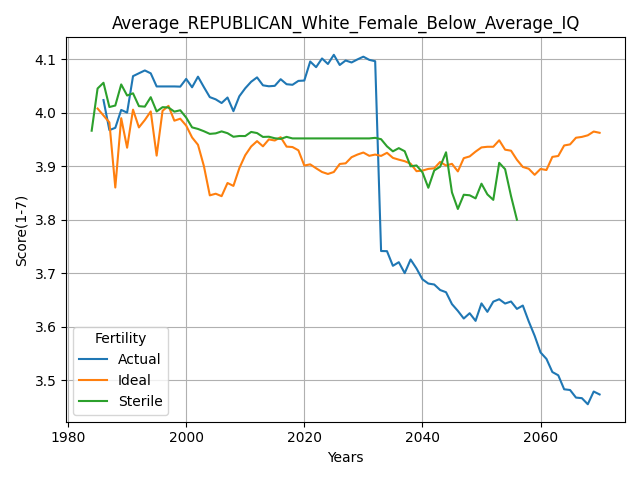 Average_REPUBLICAN_White_Female_Below_Average_IQ
Score(1-7)
4.1
4.0
3.9
3.8
3.7
3.6
3.5
Fertility
Actual
Ideal
Sterile
1980
2000
2020
2040
2060
Years